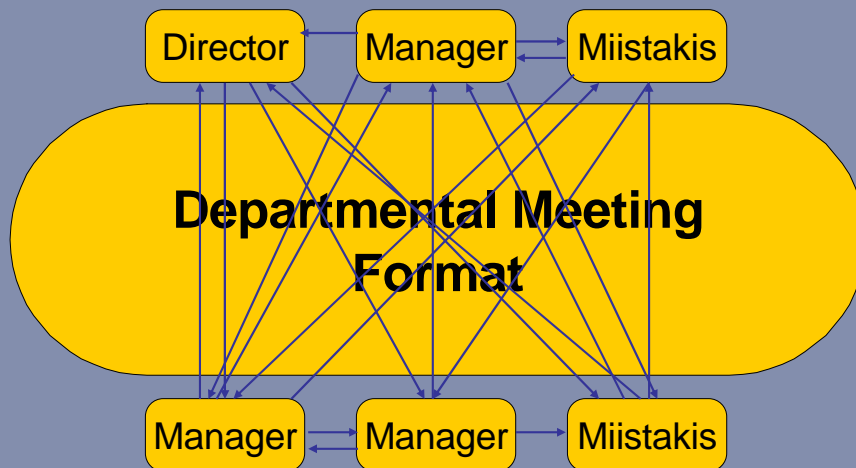 Director Manager Miistakis
Departmental Meeting
Format
Manager Manager Miistakis